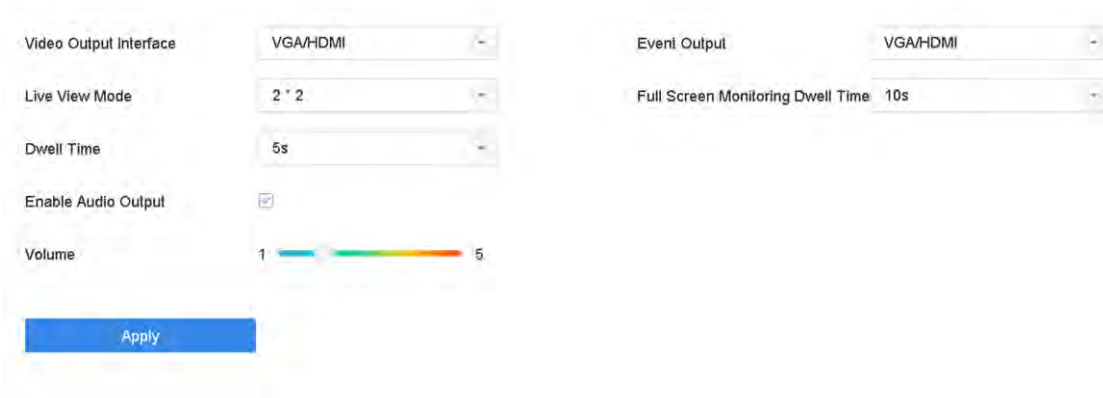 Video Output Interface VGA/HDMI
Event Output VGA/HDMI
Live View Mode 2 * 2
Full Screen Monitoring Dwell Time 10s
Dwell Time 5s
Enable Audio Output
Volume 1 5
Apply